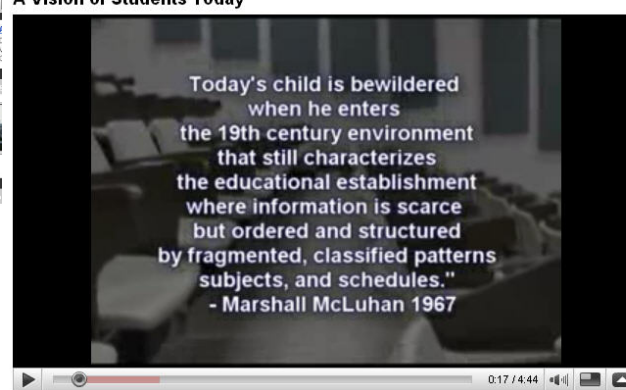 A Vision of Students Today
Today's child is bewildered
when he enters
the 19th century environment
that still characterizes
the educational establishment
where information is scarce
but ordered and structured
by fragmented, classified patterns
subjects, and schedules."
- Marshall McLuhan 1967
0:17 / 4:44